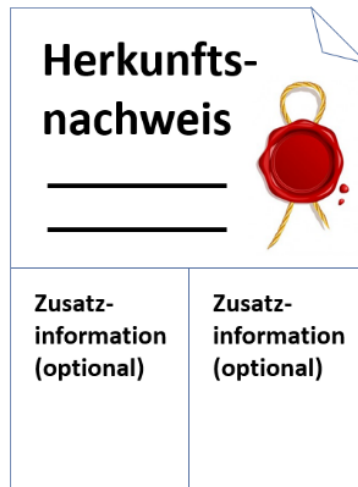 Herkunfts-
nachweis
Zusatz-
information
(optional)
Zusatz-
information
(optional)